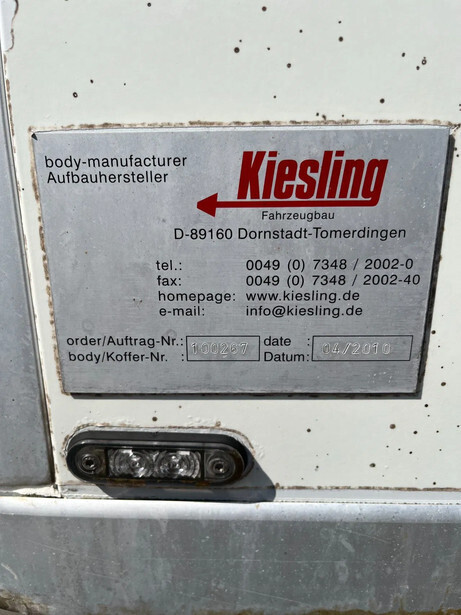 body-manufacturer
Aufbauhersteller
Kiesling
Fahrzeugbau
D-89160 Dornstadt-Tomerdingen
tel.: 0049 (0) 7348 / 2002-0
fax: 0049 (0) 7348 / 2002-40
homepage: www.kiesling.de
e-mail: info@kiesling.de
order/Auftrag-Nr.: 100267 date : 04/2010
body/Koffer-Nr. : Datum: